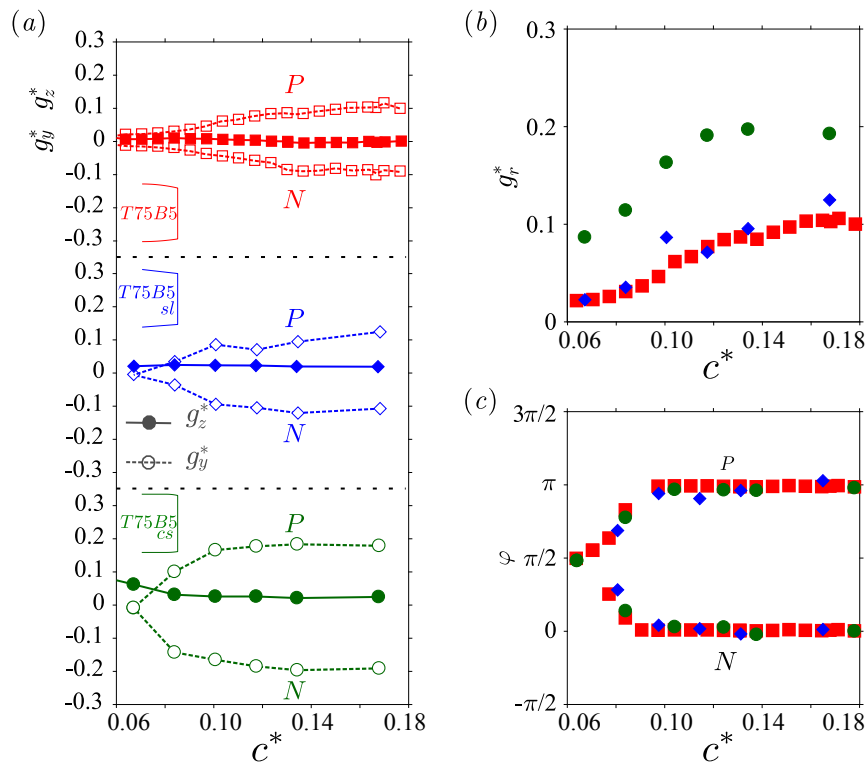 (a)
g*y g*z
0.3
0.2
0.1
0
-0.1
-0.2
-0.3
P
N
T75B5
0.3
0.2
0.1
0
-0.1
-0.2
-0.3
T75B5
sl
P
N
g*z
g*y
0.3
0.2
0.1
0
-0.1
-0.2
-0.3
T75B5
cs
P
N
0.06 0.10 0.14 0.18
c*
(b)
g*r
0.3
0.2
0.1
0
0.06 0.10 0.14 0.18
c*
(c)
φ
3π/2
π
π/2
0
-π/2
P
N
0.06 0.10 0.14 0.18
c*